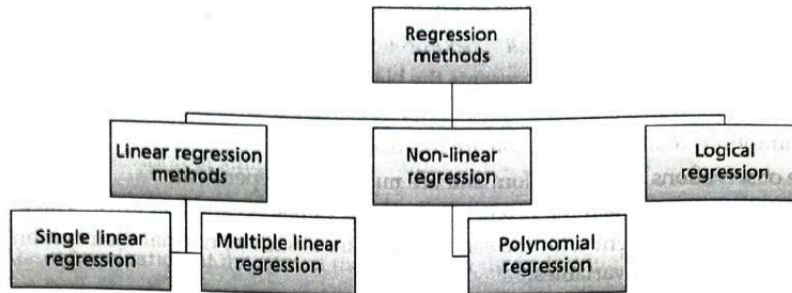 Regression
methods
Linear regression
methods
Non-linear
regression
Logical
regression
Single linear
regression
Multiple linear
regression
Polynomial
regression